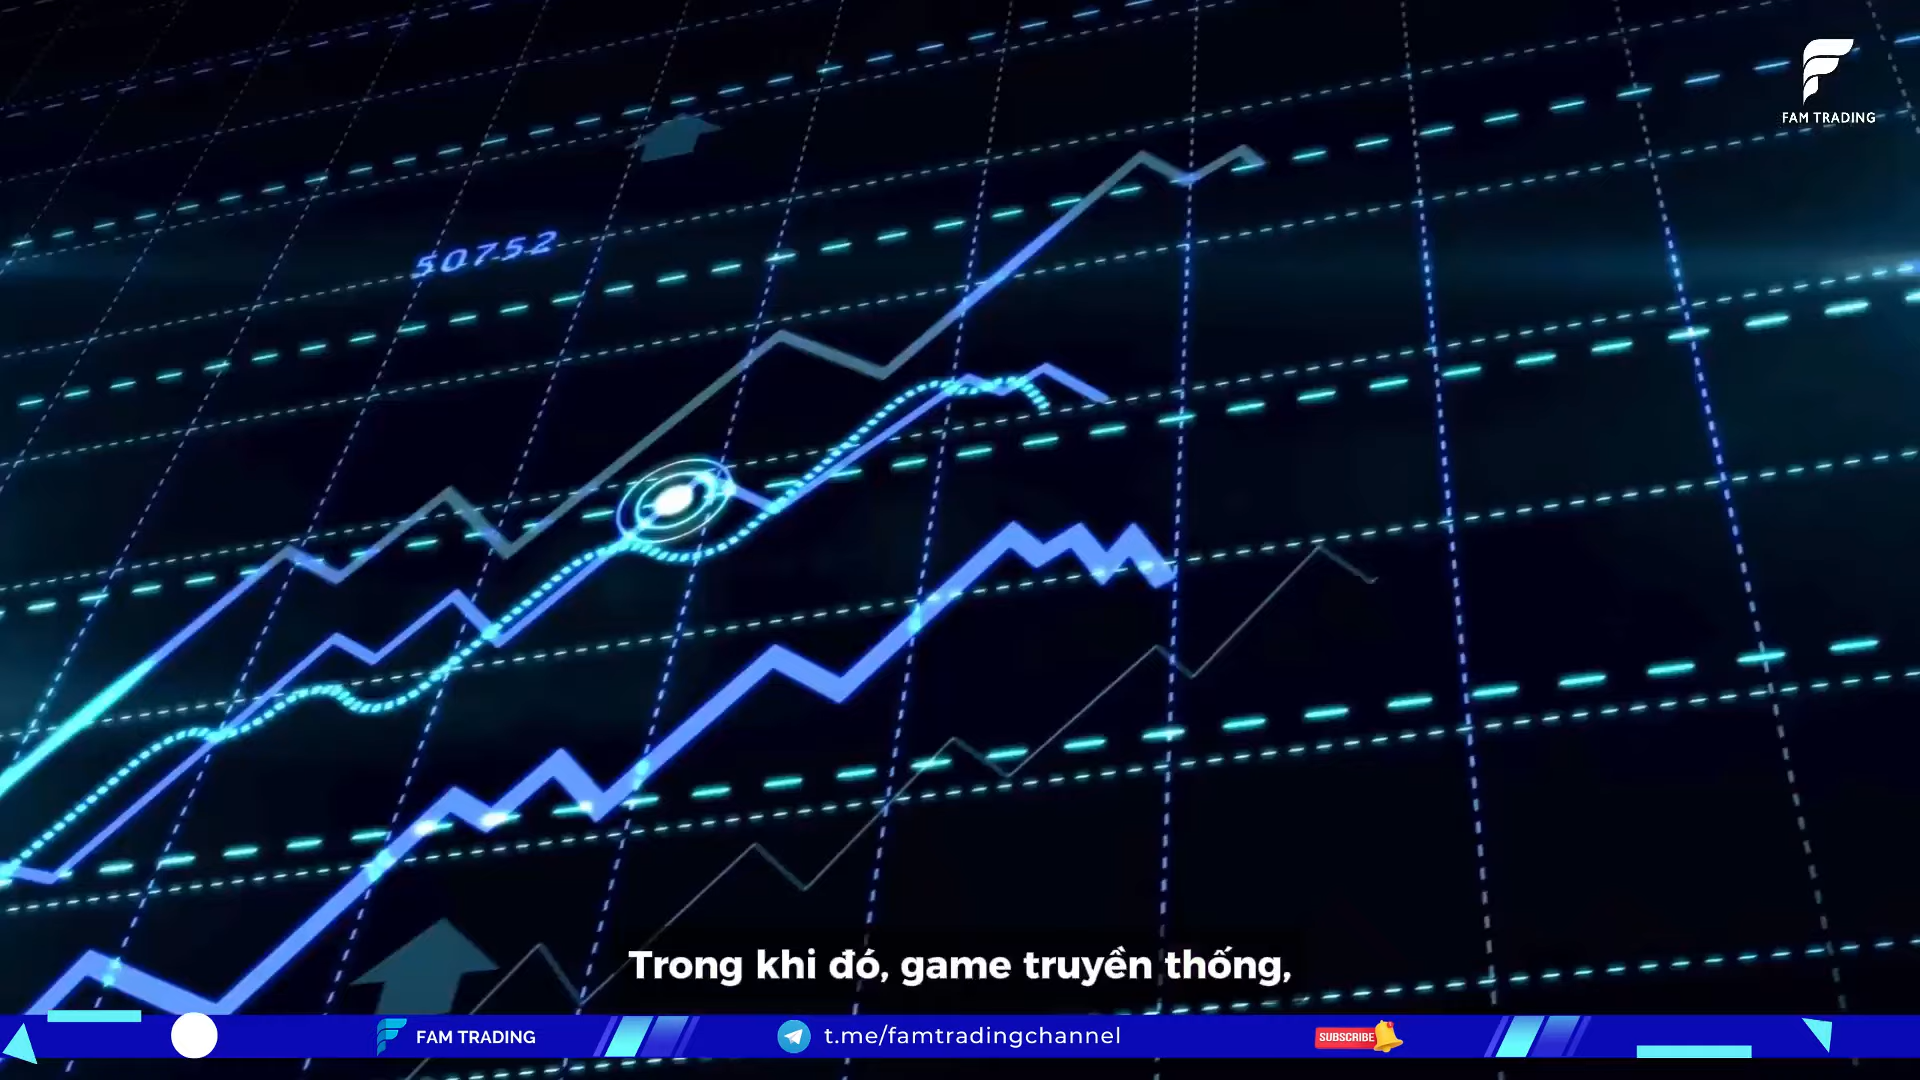 FAM TRADING
50752
Trong khi đó, game truyền thống,
FAM TRADING
t.me/famtradingchannel
SUBSCRIBE